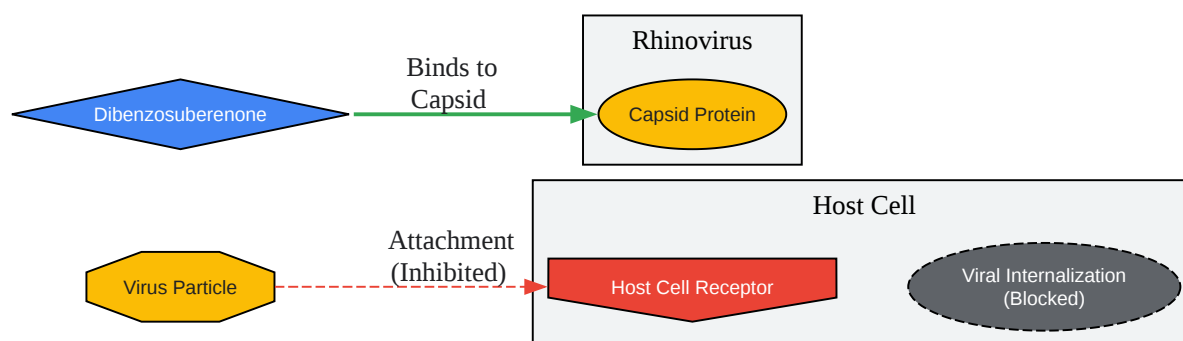 Rhinovirus
Binds to
Capsid
Dibenzosuberenone
Capsid Protein
Host Cell
Attachment
(Inhibited)
Virus Particle
Host Cell Receptor
Viral Internalization
(Blocked)